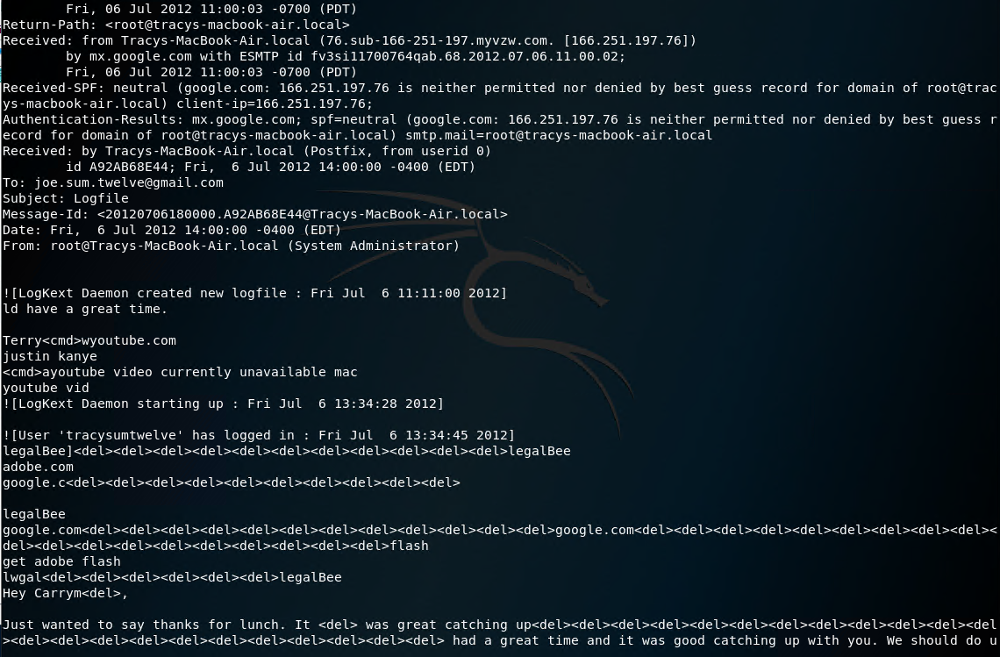 Fri, 06 Jul 2012 11:00:03 -0700 (PDT)
Return-Path: <root@tracys-macbook-air.local>
Received: from Tracys-MacBook-Air.local (76.sub-166-251-197.myvzw.com. [166.251.197.76])
by mx.google.com with ESMTP id fv3si11700764qab.68.2012.07.06.11.00.02;
Fri, 06 Jul 2012 11:00:03 -0700 (PDT)
Received-SPF: neutral (google.com: 166.251.197.76 is neither permitted nor denied by best guess record for domain of root@trac
ys-macbook-air.local) client-ip=166.251.197.76;
Authentication-Results: mx.google.com; spf=neutral (google.com: 166.251.197.76 is neither permitted nor denied by best guess r
ecord for domain of root@tracys-macbook-air.local) smtp.mail=root@tracys-macbook-air.local
Received: by Tracys-MacBook-Air.local (Postfix, from userid 0)
id A92AB68E44; Fri,  6 Jul 2012 14:00:00 -0400 (EDT)
To: joe.sum.twelve@gmail.com
Subject: Logfile
Message-Id: <20120706180000.A92AB68E44@Tracys-MacBook-Air.local>
Date: Fri,  6 Jul 2012 14:00:00 -0400 (EDT)
From: root@Tracys-MacBook-Air.local (System Administrator)
![LogKext Daemon created new logfile : Fri Jul  6 11:11:00 2012]
ld have a great time.
Terry<cmd>wyoutube.com
justin kanye
<cmd>ayoutube video currently unavailable mac
youtube vid
![LogKext Daemon starting up : Fri Jul  6 13:34:28 2012]
![User 'tracysumtwelve' has logged in : Fri Jul  6 13:34:45 2012]
legalBee]<del><del><del><del><del><del><del><del><del><del><del>legalBee
adobe.com
google.c<del><del><del><del><del><del><del><del><del><del>
legalBee
google.com<del><del><del><del><del><del><del><del><del><del><del><del>google.com<del><del><del><del><del><del><del><del><del><
del><del><del><del><del><del><del><del><del><del>flash
get adobe flash
lwgal<del><del><del><del><del><del>legalBee
Hey Carrym<del>,
Just wanted to say thanks for lunch. It <del> was great catching up<del><del><del><del><del><del><del><del><del><del><del><del
><del><del><del><del><del><del><del><del><del><del><del> had a great time and it was good catching up with you. We should do u